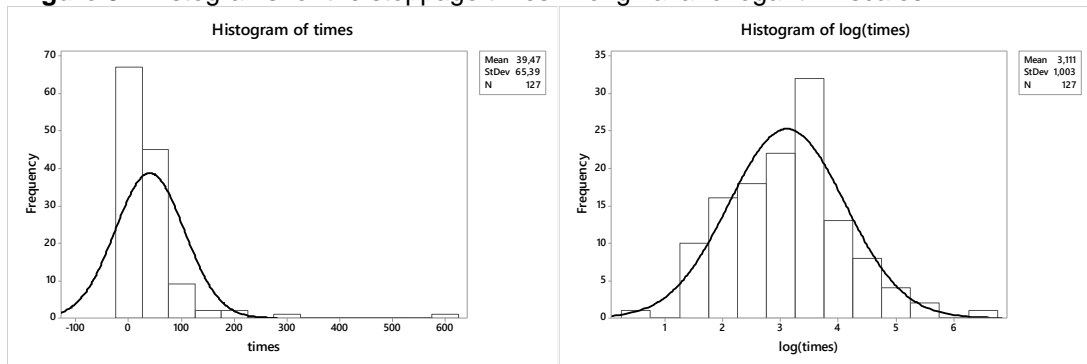 Histogram of times
Mean 39,47
StDev 65,39
N 127
Frequency
70
60
50
40
30
20
10
0
-100 0 100 200 300 400 500 600
times
Histogram of log(times)
Mean 3,111
StDev 1,003
N 127
Frequency
35
30
25
20
15
10
5
0
1 2 3 4 5 6
log(times)